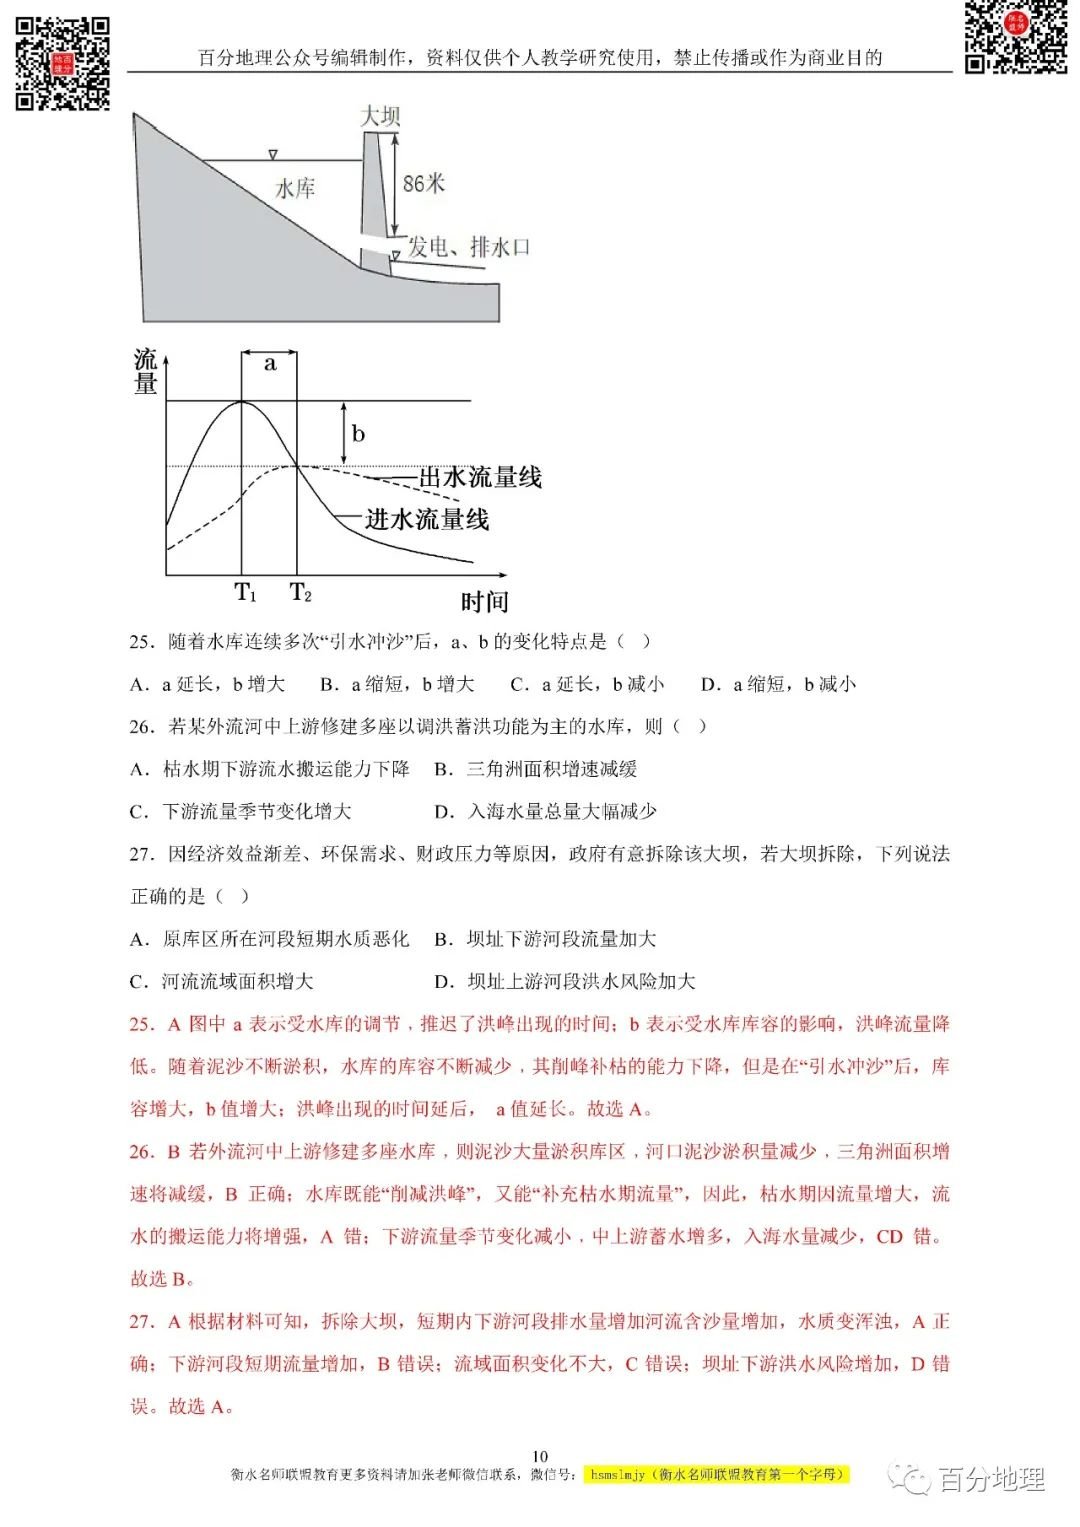 百分地理公众号编辑制作，资料仅供个人教学研究使用，禁止传播或作为商业目的
大坝
水库
86米
发电、排水口
流量
a
b
出水流量线
进水流量线
T1 T2
时间
25．随着水库连续多次“引水冲沙”后，a、b 的变化特点是（ ）
A．a 延长，b 增大 B．a 缩短，b 增大 C．a 延长，b 减小 D．a 缩短，b 减小
26．若某外流河中上游修建多座以调洪蓄洪功能为主的水库，则（ ）
A．枯水期下游流水搬运能力下降 B．三角洲面积增速减缓
C．下游流量季节变化增大 D．入海水量总量大幅减少
27．因经济效益渐差、环保需求、财政压力等原因，政府有意拆除该大坝，若大坝拆除，下列说法
正确的是（ ）
A．原库区所在河段短期水质恶化 B．坝址下游河段流量加大
C．河流流域面积增大 D．坝址上游河段洪水风险加大
25．A 图中 a 表示受水库的调节﹐推迟了洪峰出现的时间；b 表示受水库库容的影响，洪峰流量降
低。随着泥沙不断淤积，水库的库容不断减少﹐其削峰补枯的能力下降，但是在“引水冲沙”后，库
容增大，b 值增大；洪峰出现的时间延后， a 值延长。故选 A。
26．B 若外流河中上游修建多座水库﹐则泥沙大量淤积库区﹐河口泥沙淤积量减少﹐三角洲面积增
速将减缓，B 正确；水库既能“削减洪峰”，又能“补充枯水期流量”，因此，枯水期因流量增大，流
水的搬运能力将增强，A 错；下游流量季节变化减小﹐中上游蓄水增多，入海水量减少，CD 错。
故选 B。
27．A 根据材料可知，拆除大坝，短期内下游河段排水量增加河流含沙量增加，水质变浑浊，A 正
确；下游河段短期流量增加，B 错误；流域面积变化不大，C 错误；坝址下游洪水风险增加，D 错
误。故选 A。
10
衡水名师联盟教育更多资料请加张老师微信联系，微信号： hsmslmjy（衡水名师联盟教育第一个字母）
百分地理